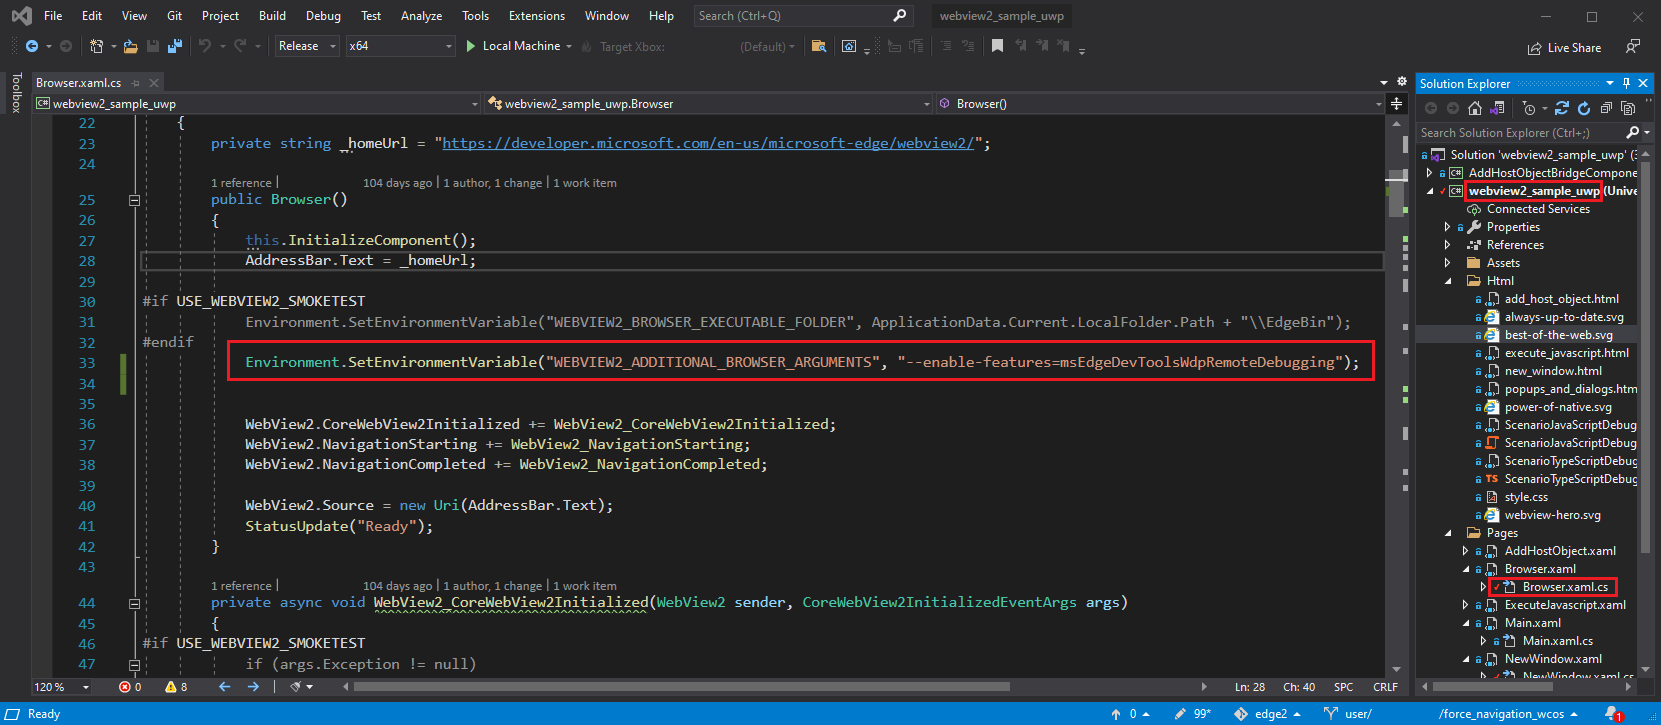 File Edit View Git Project Build Debug Test Analyze Tools Extensions Window Help Search (Ctrl+Q) webview2_sample_uwp
Release x64 Local Machine Target Xbox: (Default) Live Share
Toolbox
Browser.xaml.cs
webview2_sample_uwp webview2_sample_uwp.Browser Browser()
22 {
23 private string _homeUrl = "https://developer.microsoft.com/en-us/microsoft-edge/webview2/";
24
1 reference | 104 days ago | 1 author, 1 change | 1 work item
25 public Browser()
26 {
27 this.InitializeComponent();
28 AddressBar.Text = _homeUrl;
29
30 #if USE_WEBVIEW2_SMOKETEST
31 Environment.SetEnvironmentVariable("WEBVIEW2_BROWSER_EXECUTABLE_FOLDER", ApplicationData.Current.LocalFolder.Path + "\\EdgeBin");
32 #endif
33 Environment.SetEnvironmentVariable("WEBVIEW2_ADDITIONAL_BROWSER_ARGUMENTS", "--enable-features=msEdgeDevToolsWdpRemoteDebugging");
34
35
36 WebView2.CoreWebView2Initialized += WebView2_CoreWebView2Initialized;
37 WebView2.NavigationStarting += WebView2_NavigationStarting;
38 WebView2.NavigationCompleted += WebView2_NavigationCompleted;
39
40 WebView2.Source = new Uri(AddressBar.Text);
41 StatusUpdate("Ready");
42 }
43
1 reference | 104 days ago | 1 author, 1 change | 1 work item
44 private async void WebView2_CoreWebView2Initialized(WebView2 sender, CoreWebView2InitializedEventArgs args)
45 {
46 #if USE_WEBVIEW2_SMOKETEST
47 if (args.Exception != null)
120 % 0 8 Ln: 28 Ch: 40 SPC CRLF
Solution Explorer
Search Solution Explorer (Ctrl+;)
Solution 'webview2_sample_uwp' (3
C# AddHostObjectBridgeCompone
C# webview2_sample_uwp (Unive
Connected Services
Properties
References
Assets
Html
add_host_object.html
always-up-to-date.svg
best-of-the-web.svg
execute_javascript.html
new_window.html
popups_and_dialogs.htm
power-of-native.svg
ScenarioJavaScriptDebug
ScenarioJavaScriptDebug
ScenarioTypeScriptDebug
TS ScenarioTypeScriptDebug
style.css
webview-hero.svg
Pages
AddHostObject.xaml
Browser.xaml
Browser.xaml.cs
ExecuteJavascript.xaml
Main.xaml
Main.xaml.cs
NewWindow.xaml
NewWindow.xaml.cs
Ready 0 99* edge2 user/ /force_navigation_wcos 1